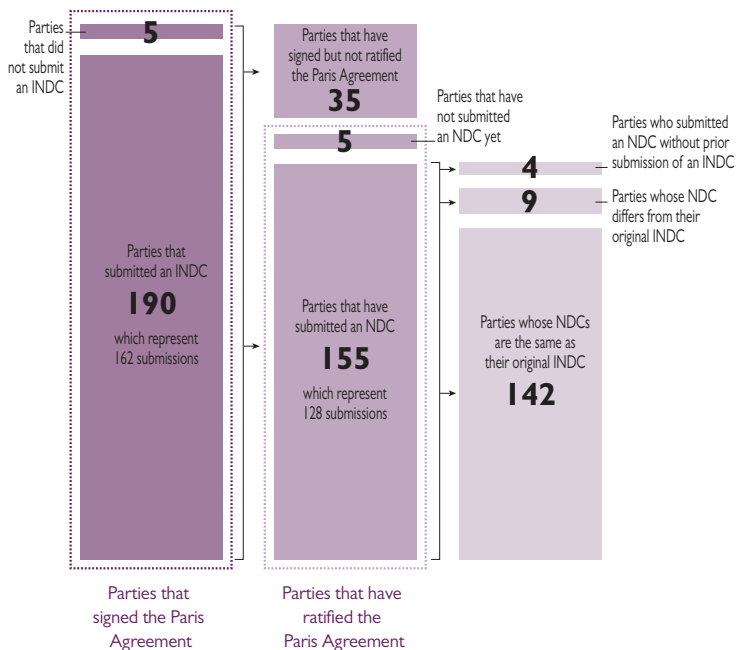 Parties
that did
not submit
an INDC
5
Parties that
submitted an INDC
190
which represent
162 submissions
Parties that
signed the Paris
Agreement
Parties that have
signed but not ratified
the Paris Agreement
35
Parties that have
not submitted
an NDC yet
5
Parties that have
submitted an NDC
155
which represent
128 submissions
Parties that have
ratified the
Paris Agreement
Parties who submitted
an NDC without prior
submission of an INDC
4
9
Parties whose NDC
differs from their
original INDC
Parties whose NDCs
are the same as
their original INDC
142